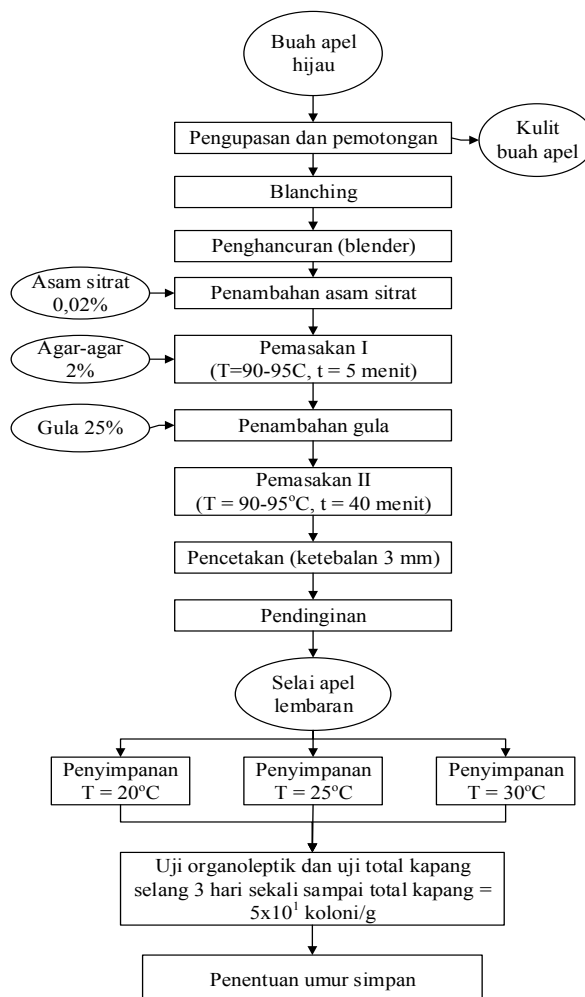 Buah apel
hijau
Pengupasan dan pemotongan
Kulit
buah apel
Blanching
Penghancuran (blender)
Asam sitrat
0,02%
Penambahan asam sitrat
Agar-agar
2%
Pemasakan I
(T=90-95C, t = 5 menit)
Gula 25%
Penambahan gula
Pemasakan II
(T = 90-95°C, t = 40 menit)
Pencetakan (ketebalan 3 mm)
Pendinginan
Selai apel
lembaran
Penyimpanan
T = 20°C
Penyimpanan
T = 25°C
Penyimpanan
T = 30°C
Uji organoleptik dan uji total kapang
selang 3 hari sekali sampai total kapang =
5x10¹ koloni/g
Penentuan umur simpan